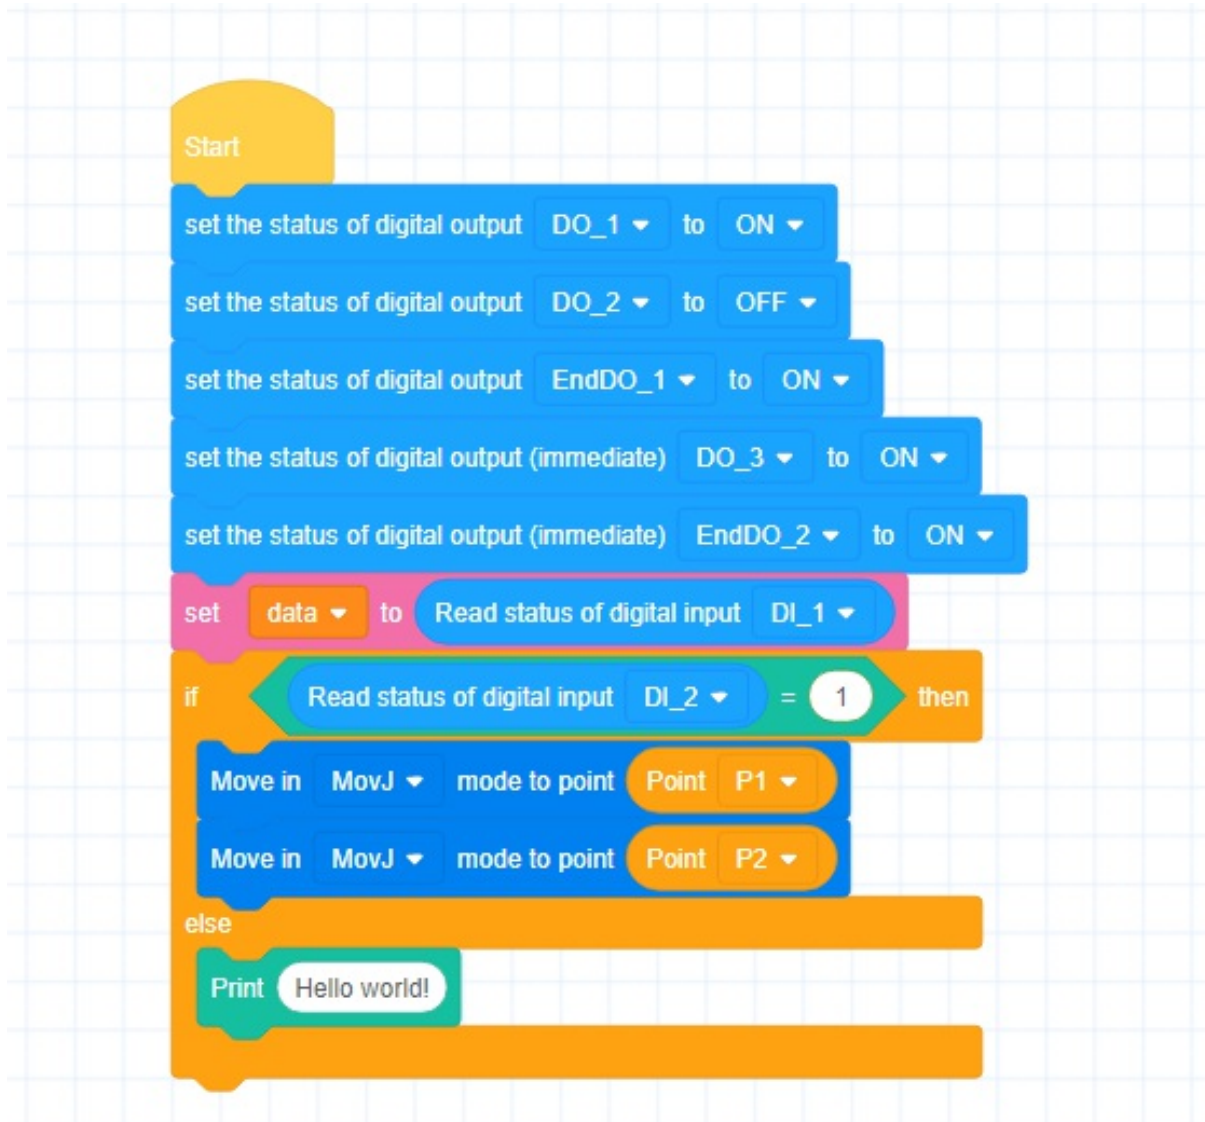 Start
set the status of digital output DO_1 to ON
set the status of digital output DO_2 to OFF
set the status of digital output EndDO_1 to ON
set the status of digital output (immediate) DO_3 to ON
set the status of digital output (immediate) EndDO_2 to ON
set data to Read status of digital input DI_1
if Read status of digital input DI_2 = 1 then
Move in MovJ mode to point Point P1
Move in MovJ mode to point Point P2
else
Print Hello world!